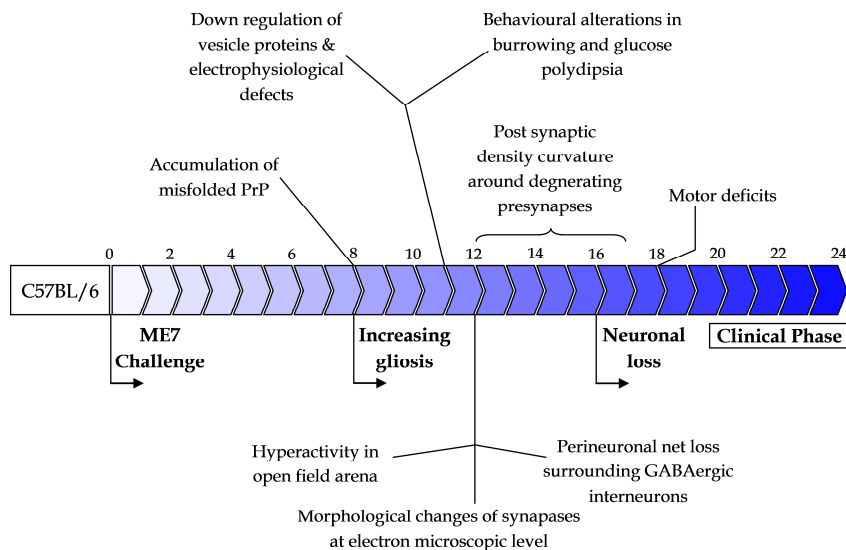 Down regulation of
vesicle proteins &
electrophysiological
defects
Behavioural alterations in
burrowing and glucose
polydipsia
Post synaptic
density curvature
around degnerating
presynapses
Accumulation of
misfolded PrP
Motor deficits
0 2 4 6 8 10 12 14 16 18 20 22 24
C57BL/6
ME7
Challenge
Increasing
gliosis
Neuronal
loss
Clinical Phase
Hyperactivity in
open field arena
Perineuronal net loss
surrounding GABAergic
interneurons
Morphological changes of synapases
at electron microscopic level